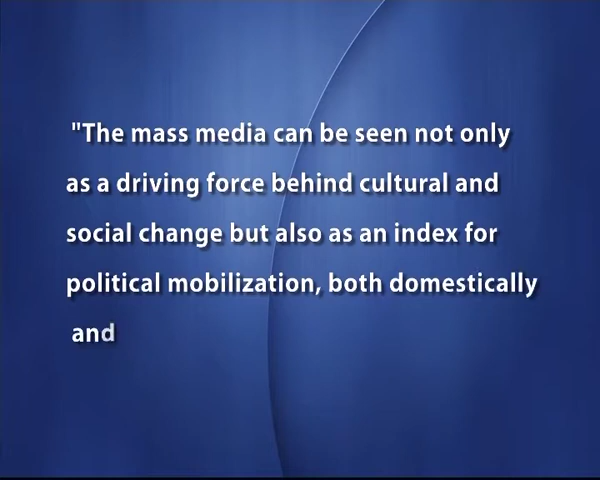 "The mass media can be seen not only
as a driving force behind cultural and
social change but also as an index for
political mobilization, both domestically
and